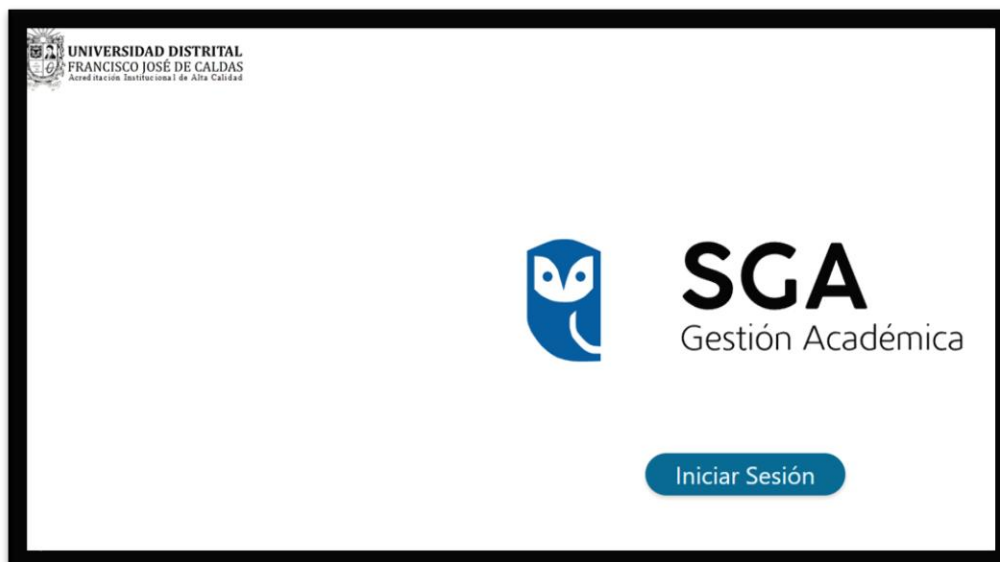 UNIVERSIDAD DISTRITAL
FRANCISCO JOSÉ DE CALDAS
Acreditación Institucional de Alta Calidad
SGA
Gestión Académica
Iniciar Sesión